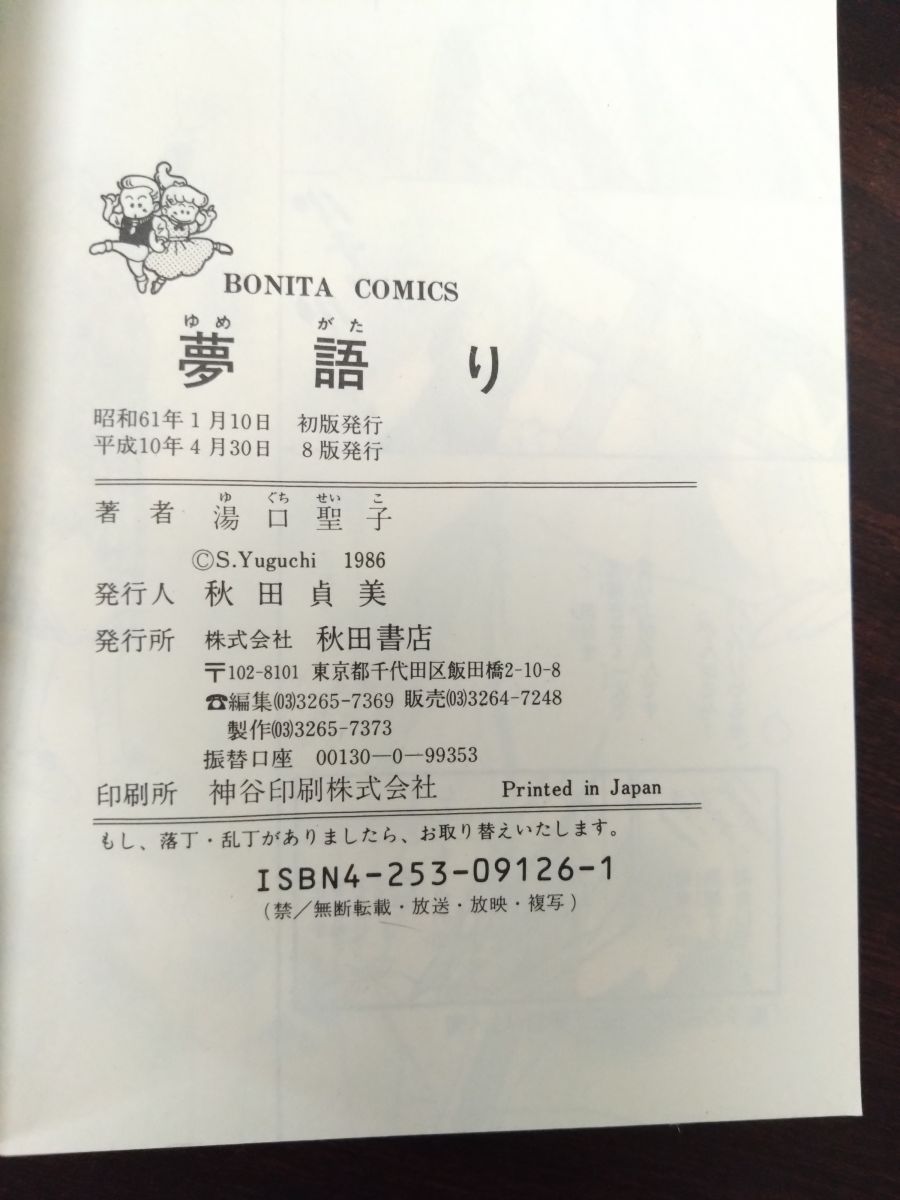 BONITA COMICS
ゆめ がた
夢語り
昭和61年1月10日 初版発行
平成10年4月30日 8版発行
ゆ ぐち せい こ
著者 湯口聖子
©S.Yuguchi 1986
発行人 秋田貞美
発行所 株式会社 秋田書店
〒102-8101 東京都千代田区飯田橋2-10-8
☎編集(03)3265-7369 販売(03)3264-7248
製作(03)3265-7373
振替口座 00130―0―99353
印刷所 神谷印刷株式会社 Printed in Japan
もし、落丁・乱丁がありましたら、お取り替えいたします。
ISBN4-253-09126-1
(禁/無断転載・放送・放映・複写)